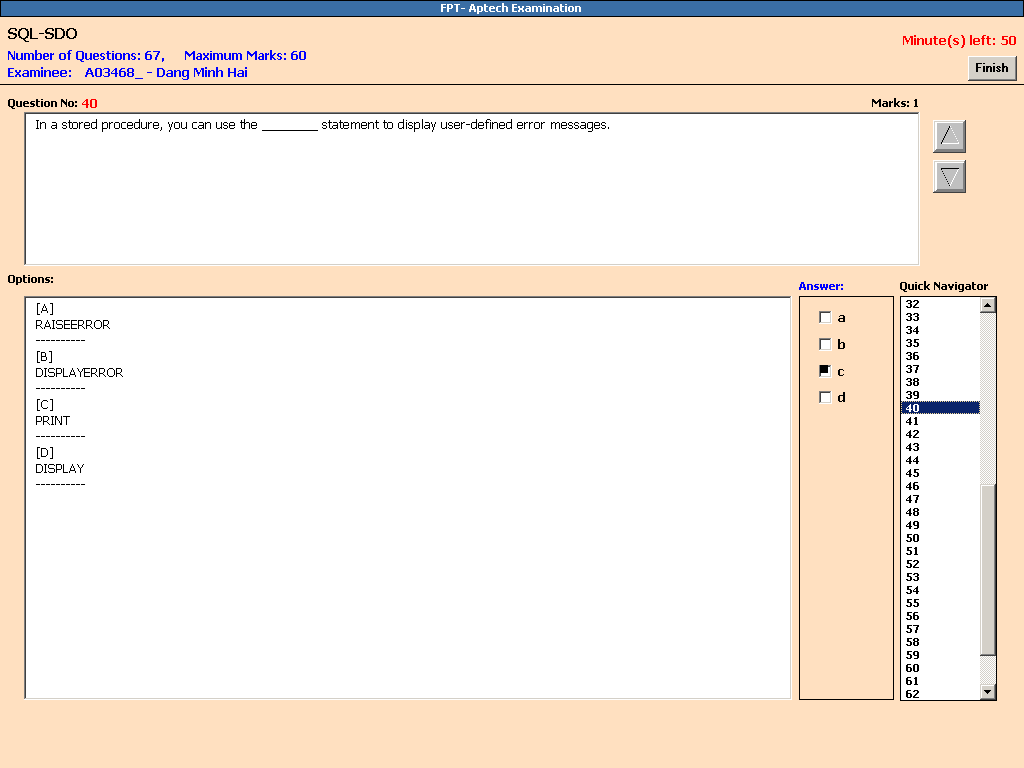 FPT- Aptech Examination
SQL-SDO
Number of Questions: 67, Maximum Marks: 60
Minute(s) left: 50
Examinee: A03468_ - Dang Minh Hai
Finish
Question No: 40
Marks: 1
In a stored procedure, you can use the ________ statement to display user-defined error messages.
Options:
[A]
RAISEERROR
----------
[B]
DISPLAYERROR
----------
[C]
PRINT
----------
[D]
DISPLAY
----------
Answer:
a
b
c
d
Quick Navigator
32
33
34
35
36
37
38
39
40
41
42
43
44
45
46
47
48
49
50
51
52
53
54
55
56
57
58
59
60
61
62